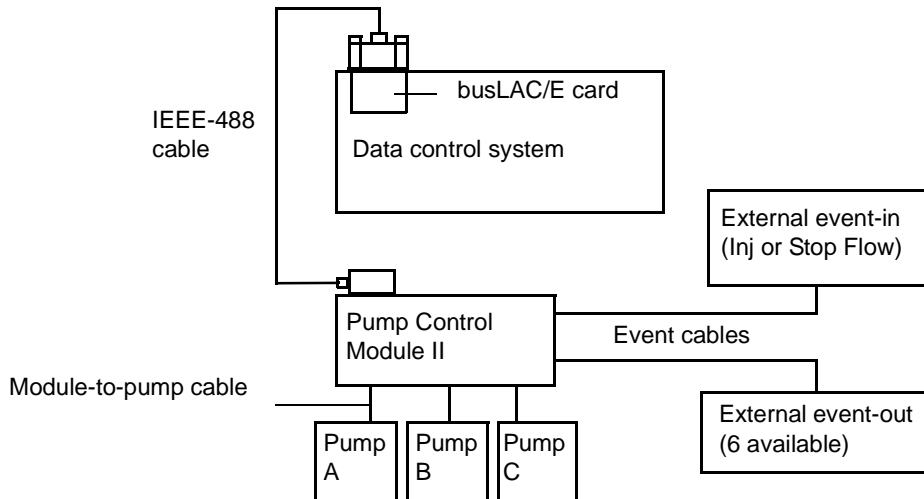 busLAC/E card
IEEE-488
cable
Data control system
External event-in
(Inj or Stop Flow)
Pump Control
Module II
Event cables
Module-to-pump cable
External event-out
(6 available)
Pump
A
Pump
B
Pump
C